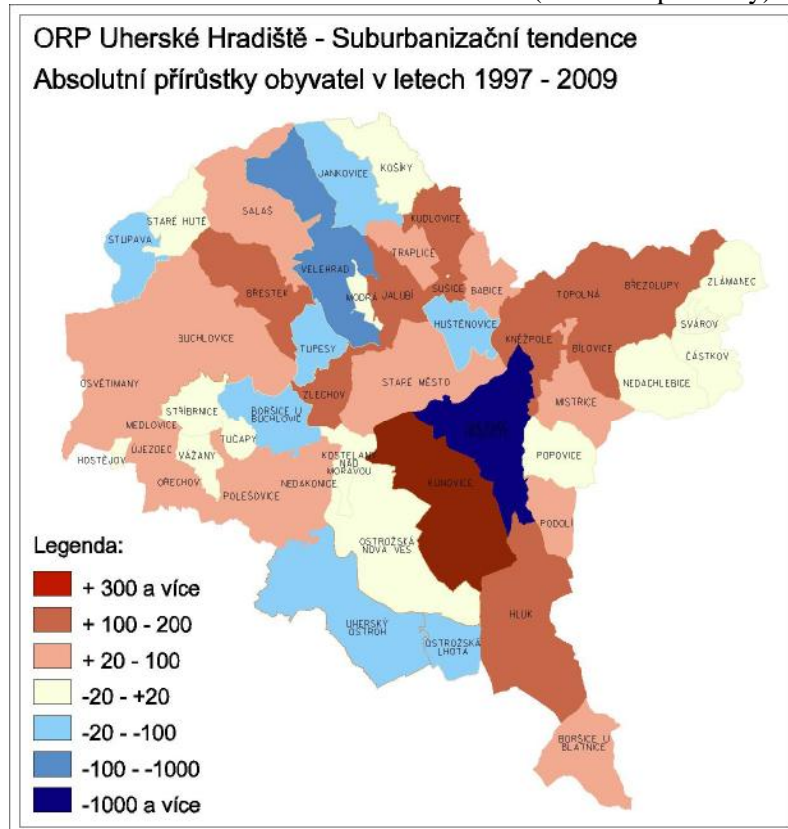 ORP Uherské Hradiště - Suburbanizační tendence
Absolutní přírůstky obyvatel v letech 1997 - 2009
KOŠÍKY
JANKOVICE
SALAŠ
STARÉ HUTĚ
STUPAVA
KUDLOVICE
TRAPLICE
VELEHRAD
ZLÁMANEC
BŘESTEK
MODRÁ
JALUBÍ
SUŠICE
BABICE
TOPOLNÁ
BŘEZOLUPY
HUŠTĚNOVICE
SVÁROV
BUCHLOVICE
TUPESY
KNĚŽPOLE
BÍLOVICE
ČÁSTKOV
OSVĚTIMANY
STARÉ MĚSTO
NEDACHLEBICE
ZLECHOV
MISTŘICE
STŘÍBRNICE
BORŠICE U
BUCHLOVIC
MEDLOVICE
TUČAPY
ÚJEZDEC
VÁŽANY
HOSTĚJOV
KOSTELANY
NAD
MORAVOU
POPOVICE
OŘECHOV
NEDAKONICE
KUNOVICE
POLEŠOVICE
PODOLÍ
OSTROŽSKÁ
NOVÁ VES
HLUK
UHERSKÝ
OSTROH
OSTROŽSKÁ
LHOTA
BORŠICE U
BLATNICE
Legenda:
+ 300 a více
+ 100 - 200
+ 20 - 100
-20 - +20
-20 - -100
-100 - -1000
-1000 a více